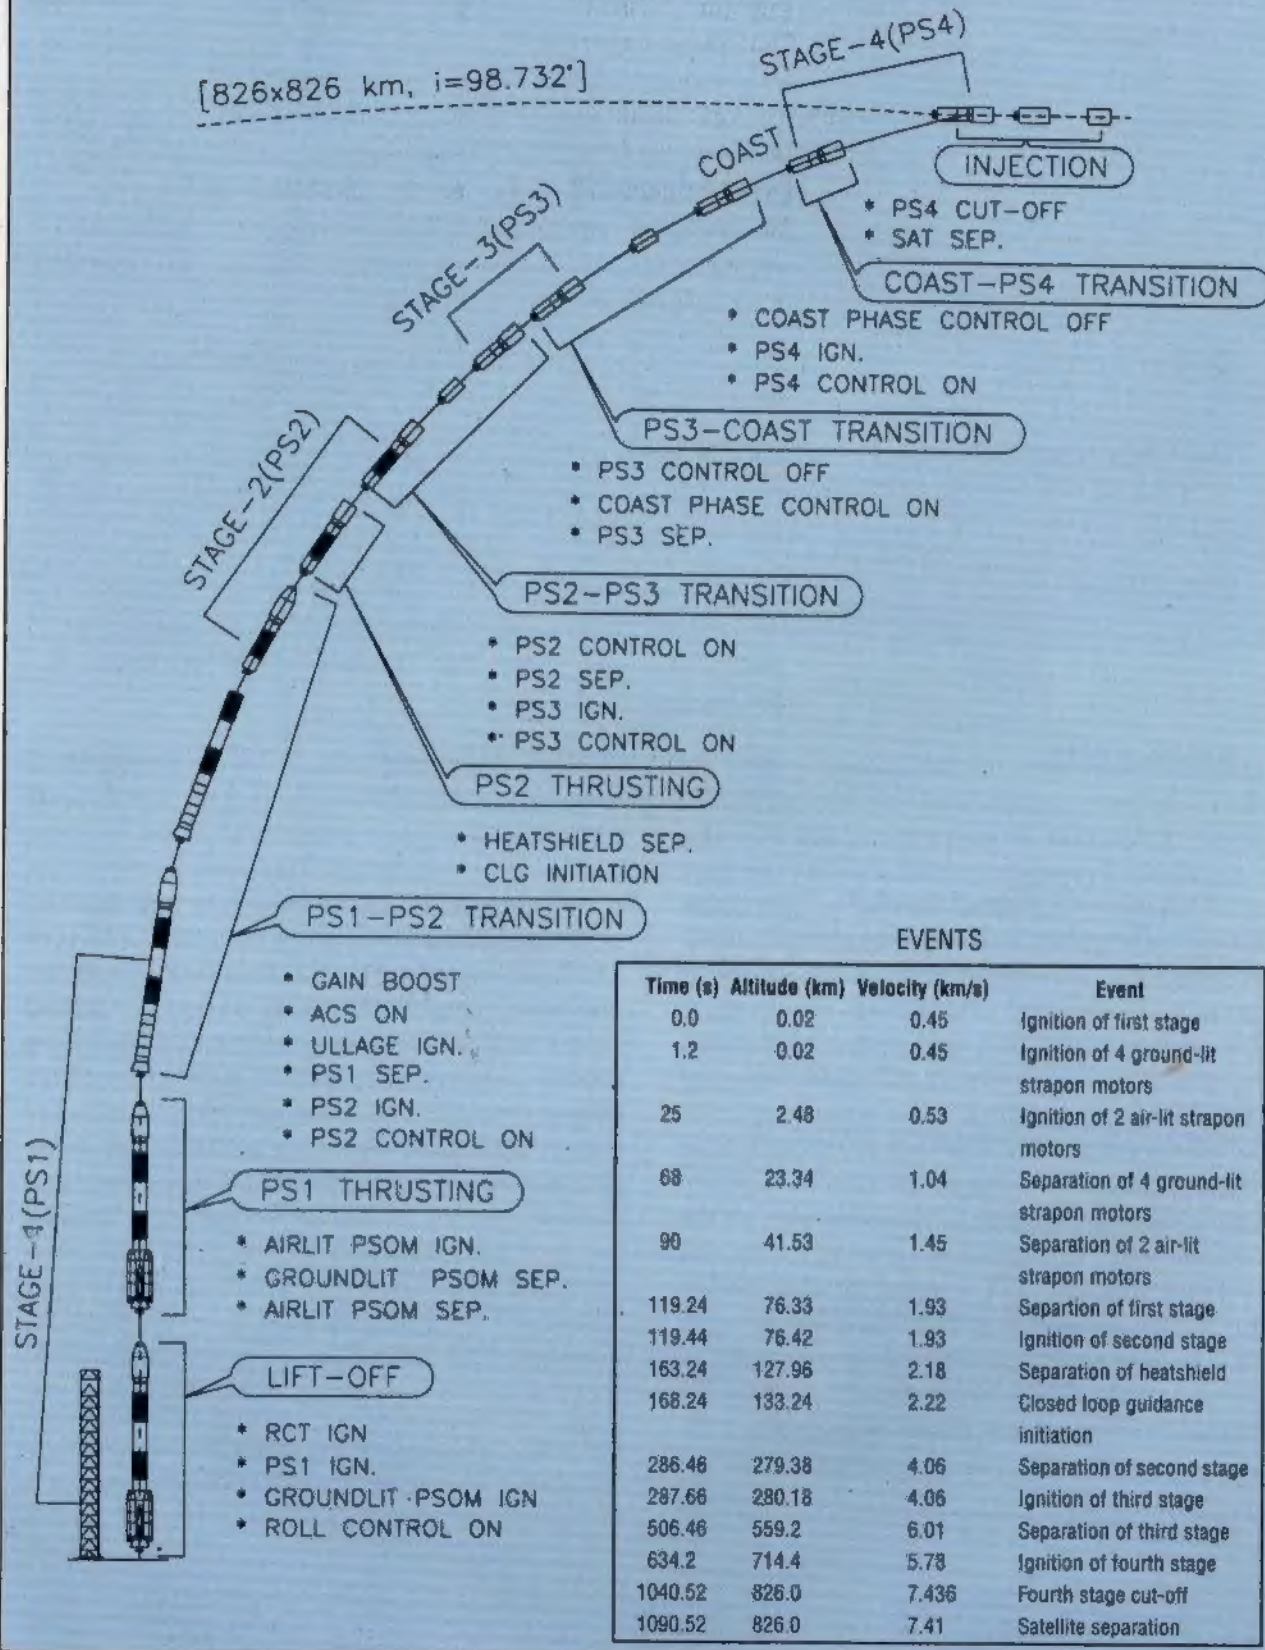 STAGE-4(PS4)
[826x826 km, i=98.732°]
COAST
INJECTION
* PS4 CUT-OFF
* SAT SEP.
STAGE-3(PS3)
COAST-PS4 TRANSITION
* COAST PHASE CONTROL OFF
* PS4 IGN.
* PS4 CONTROL ON
PS3-COAST TRANSITION
* PS3 CONTROL OFF
* COAST PHASE CONTROL ON
* PS3 SEP.
STAGE-2(PS2)
PS2-PS3 TRANSITION
* PS2 CONTROL ON
* PS2 SEP.
* PS3 IGN.
* PS3 CONTROL ON
PS2 THRUSTING
* HEATSHIELD SEP.
* CLG INITIATION
PS1-PS2 TRANSITION
* GAIN BOOST
* ACS ON
* ULLAGE IGN.
* PS1 SEP.
* PS2 IGN.
* PS2 CONTROL ON
STAGE-1(PS1)
PS1 THRUSTING
* AIRLIT PSOM IGN.
* GROUNDLIT PSOM SEP.
* AIRLIT PSOM SEP.
LIFT-OFF
* RCT IGN
* PS1 IGN.
* GROUNDLIT PSOM IGN
* ROLL CONTROL ON
EVENTS
Time (s) Altitude (km) Velocity (km/s) Event
0.0 0.02 0.45 Ignition of first stage
1.2 0.02 0.45 Ignition of 4 ground-lit
strapon motors
25 2.48 0.53 Ignition of 2 air-lit strapon
motors
68 23.34 1.04 Separation of 4 ground-lit
strapon motors
90 41.53 1.45 Separation of 2 air-lit
strapon motors
119.24 76.33 1.93 Separtion of first stage
119.44 76.42 1.93 Ignition of second stage
163.24 127.96 2.18 Separation of heatshield
168.24 133.24 2.22 Closed loop guidance
initiation
286.46 279.38 4.06 Separation of second stage
287.66 280.18 4.06 Ignition of third stage
506.46 559.2 6.01 Separation of third stage
634.2 714.4 5.78 Ignition of fourth stage
1040.52 826.0 7.436 Fourth stage cut-off
1090.52 826.0 7.41 Satellite separation